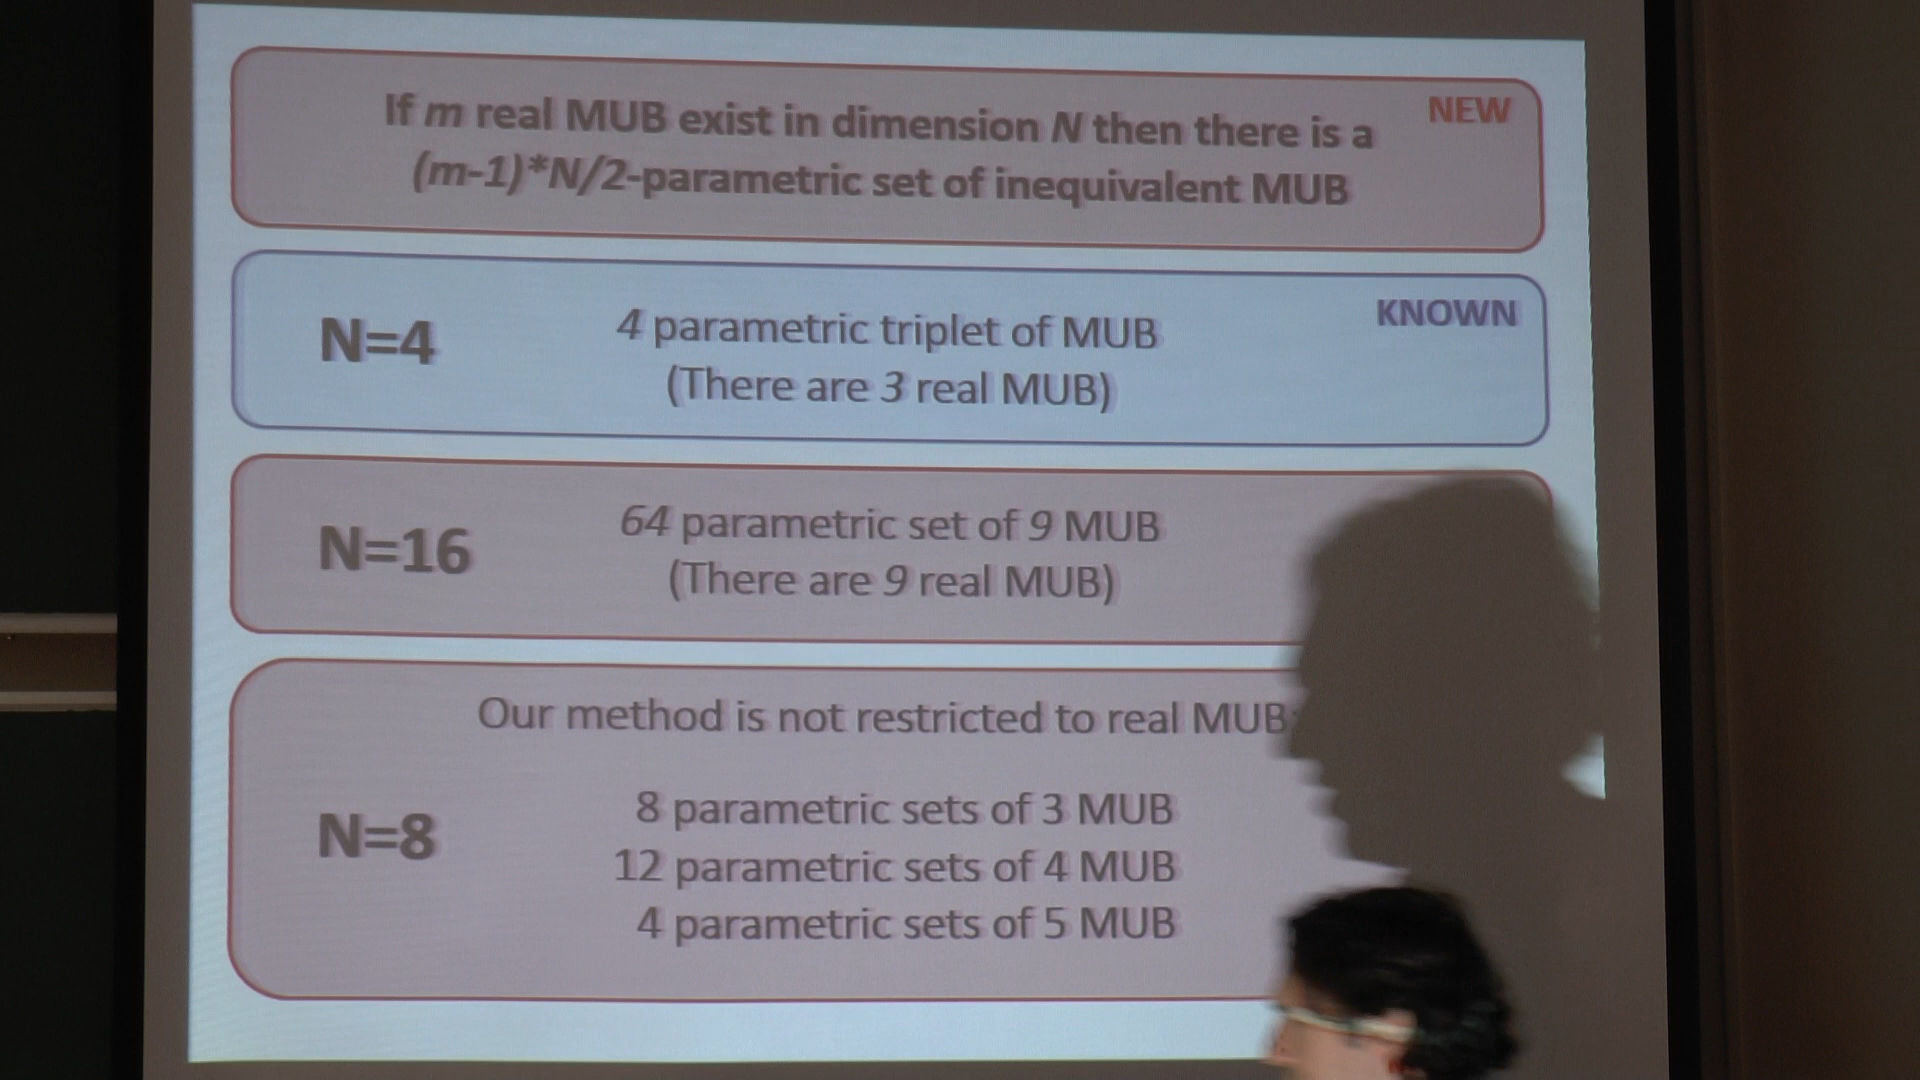 NEW
If m real MUB exist in dimension N then there is a
(m-1)*N/2-parametric set of inequivalent MUB
KNOWN
N=4
4 parametric triplet of MUB
(There are 3 real MUB)
N=16
64 parametric set of 9 MUB
(There are 9 real MUB)
Our method is not restricted to real MUB:
N=8
8 parametric sets of 3 MUB
12 parametric sets of 4 MUB
4 parametric sets of 5 MUB